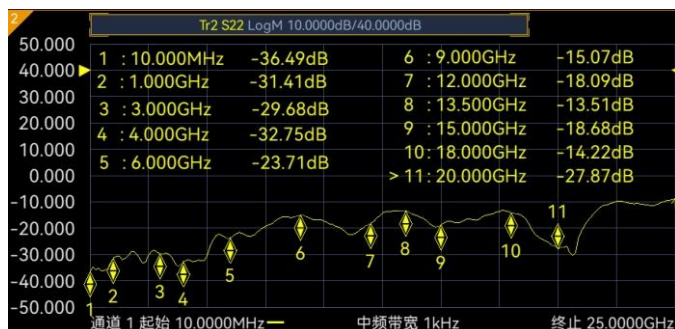 2
Tr2 S22 LogM 10.0000dB/40.0000dB
50.000
40.000
30.000
20.000
10.000
0.000
-10.000
-20.000
-30.000
-40.000
-50.000
1 : 10.000MHz -36.49dB
2 : 1.000GHz -31.41dB
3 : 3.000GHz -29.68dB
4 : 4.000GHz -32.75dB
5 : 6.000GHz -23.71dB
6 : 9.000GHz -15.07dB
7 : 12.000GHz -18.09dB
8 : 13.500GHz -13.51dB
9 : 15.000GHz -18.68dB
10: 18.000GHz -14.22dB
> 11: 20.000GHz -27.87dB
1
2
3
4
5
6
7
8
9
10
11
通道 1 起始 10.0000MHz
中频带宽 1kHz
终止 25.0000GHz